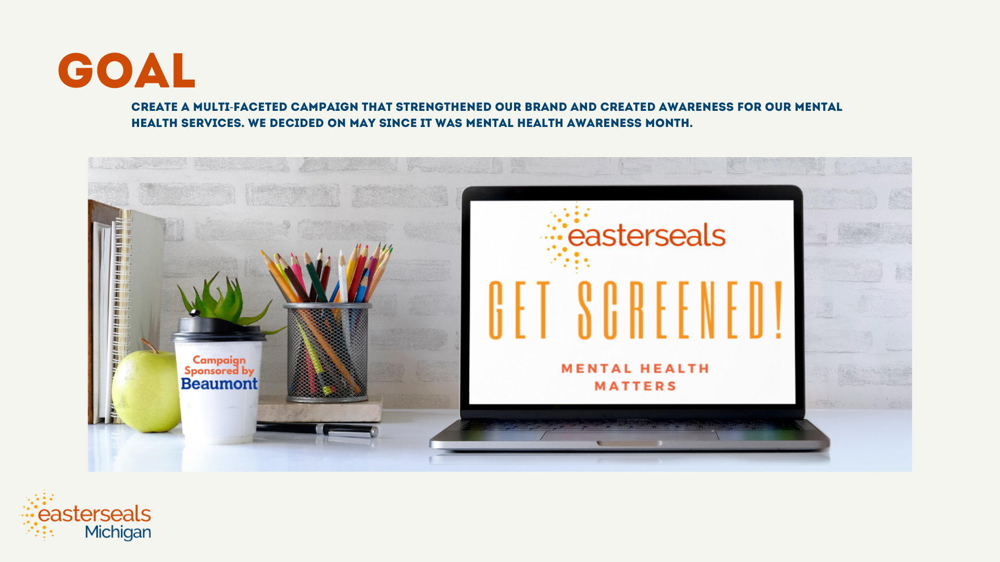 GOAL
CREATE A MULTI-FACETED CAMPAIGN THAT STRENGTHENED OUR BRAND AND CREATED AWARENESS FOR OUR MENTAL
HEALTH SERVICES. WE DECIDED ON MAY SINCE IT WAS MENTAL HEALTH AWARENESS MONTH.
easterseals
GET SCREENED!
MENTAL HEALTH
MATTERS
Campaign
Sponsored by
Beaumont
easterseals
Michigan